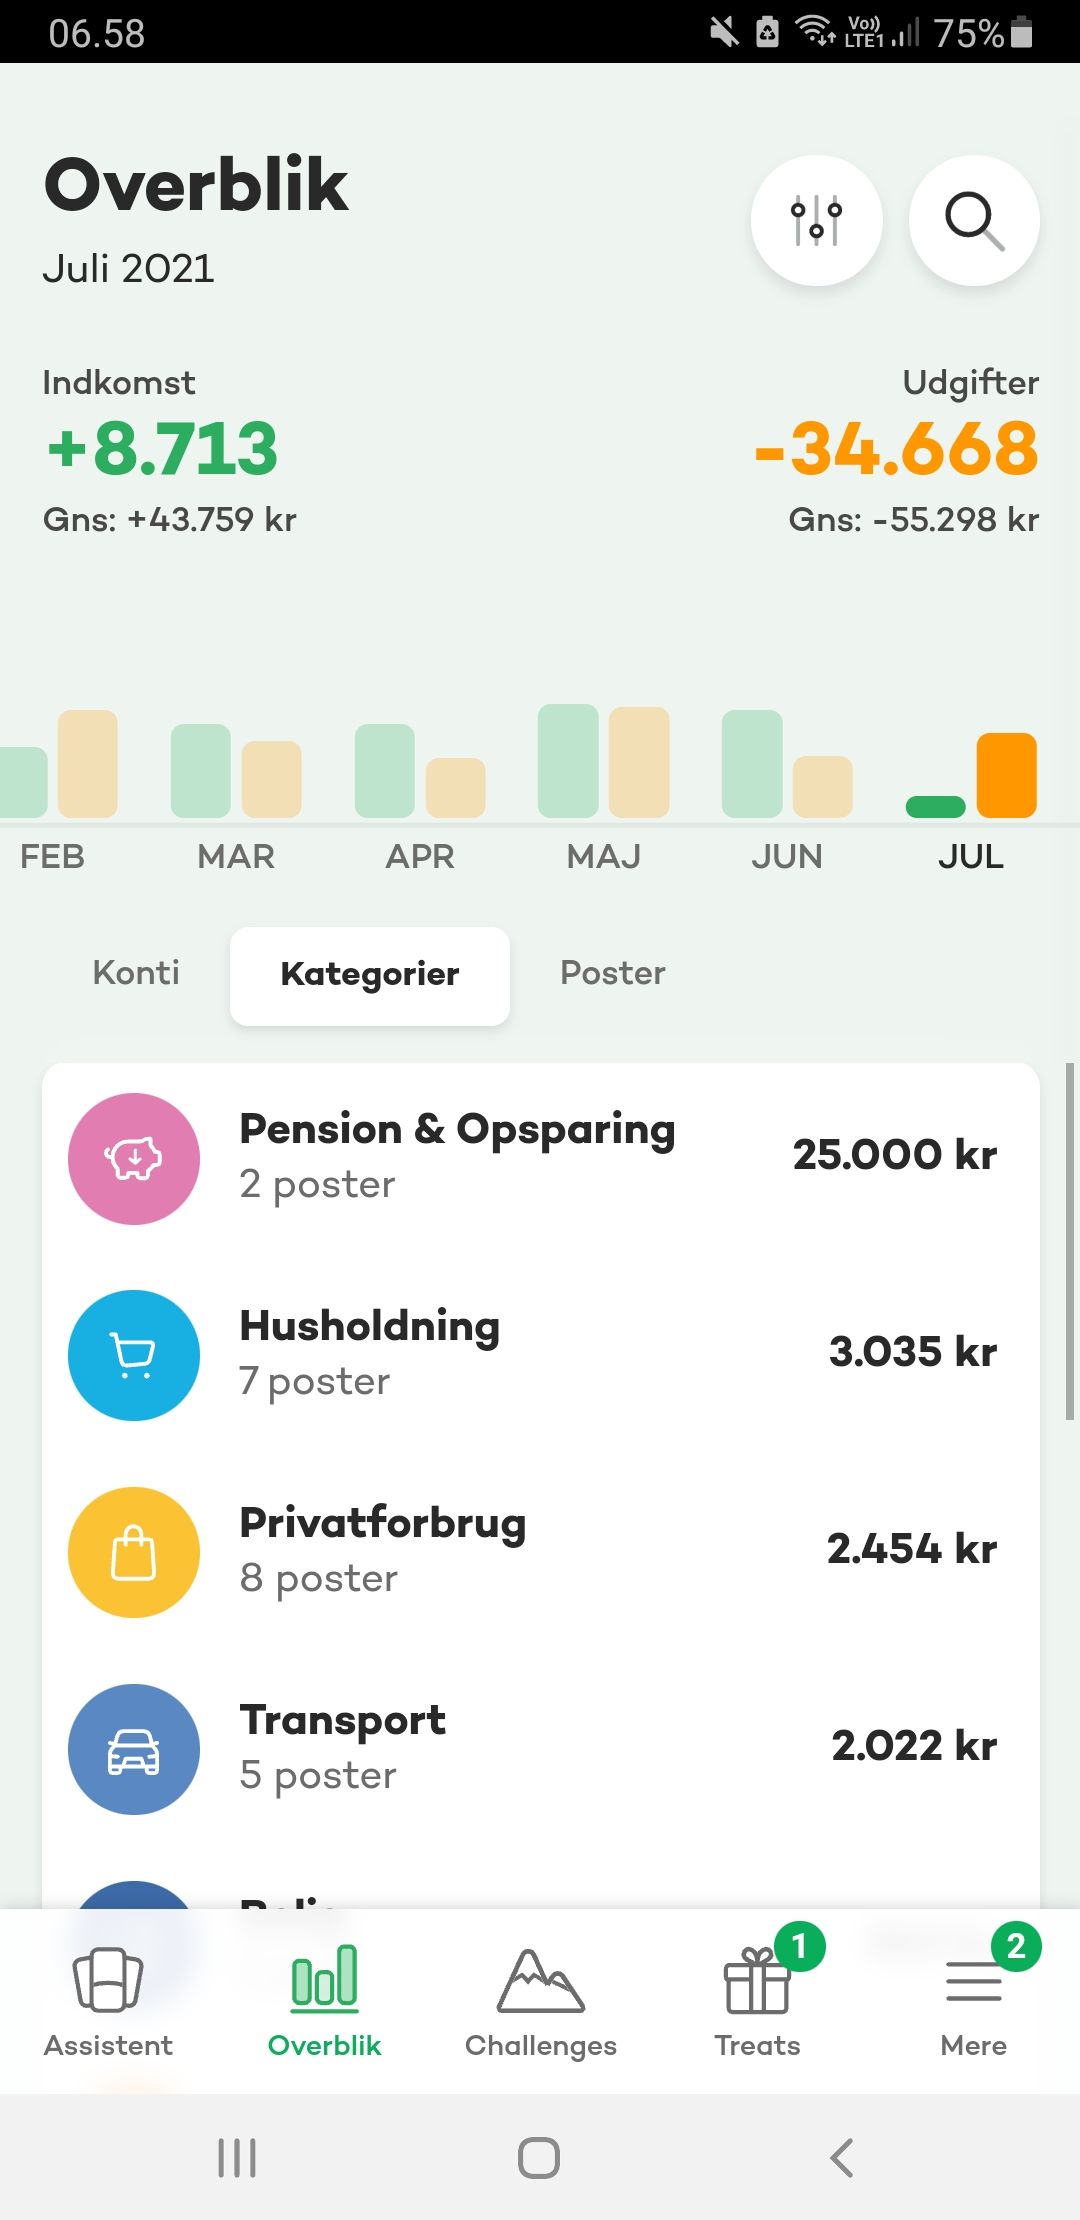 06.58
Vo))
LTE1
75%
Overblik
Juli 2021
Indkomst
Udgifter
+8.713
-34.668
Gns: +43.759 kr
Gns: -55.298 kr
FEB MAR APR MAJ JUN JUL
Konti Kategorier Poster
Pension & Opsparing
2 poster
25.000 kr
Husholdning
7 poster
3.035 kr
Privatforbrug
8 poster
2.454 kr
Transport
5 poster
2.022 kr
1
2
Assistent Overblik Challenges Treats Mere